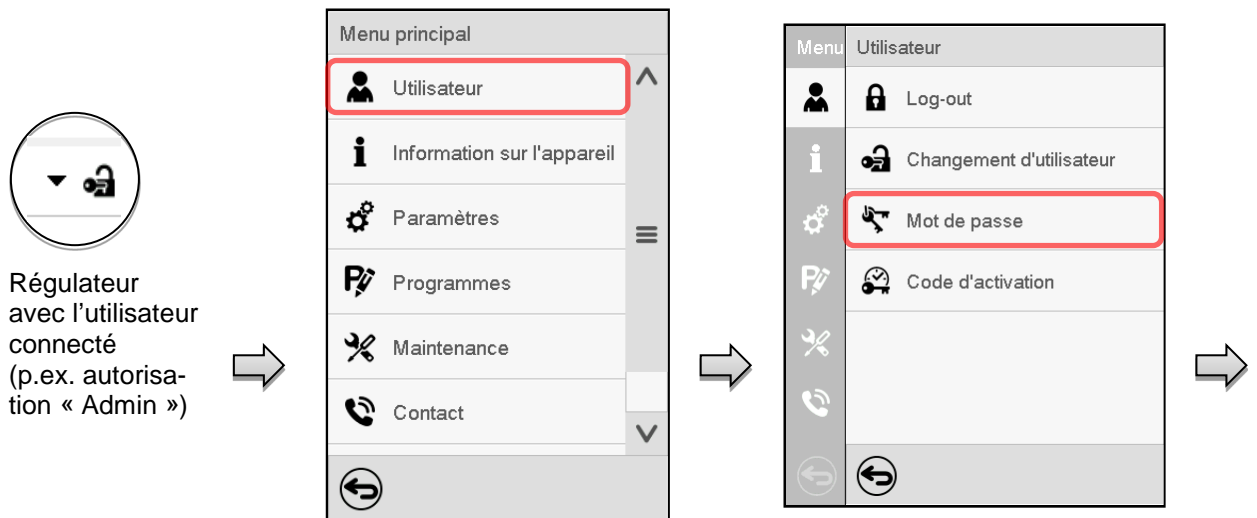 Régulateur
avec l’utilisateur
connecté
(p.ex. autorisa-
tion « Admin »)
Menu principal
Utilisateur
Information sur l'appareil
Paramètres
Programmes
Maintenance
Contact
Menu
Utilisateur
Log-out
Changement d'utilisateur
Mot de passe
Code d'activation